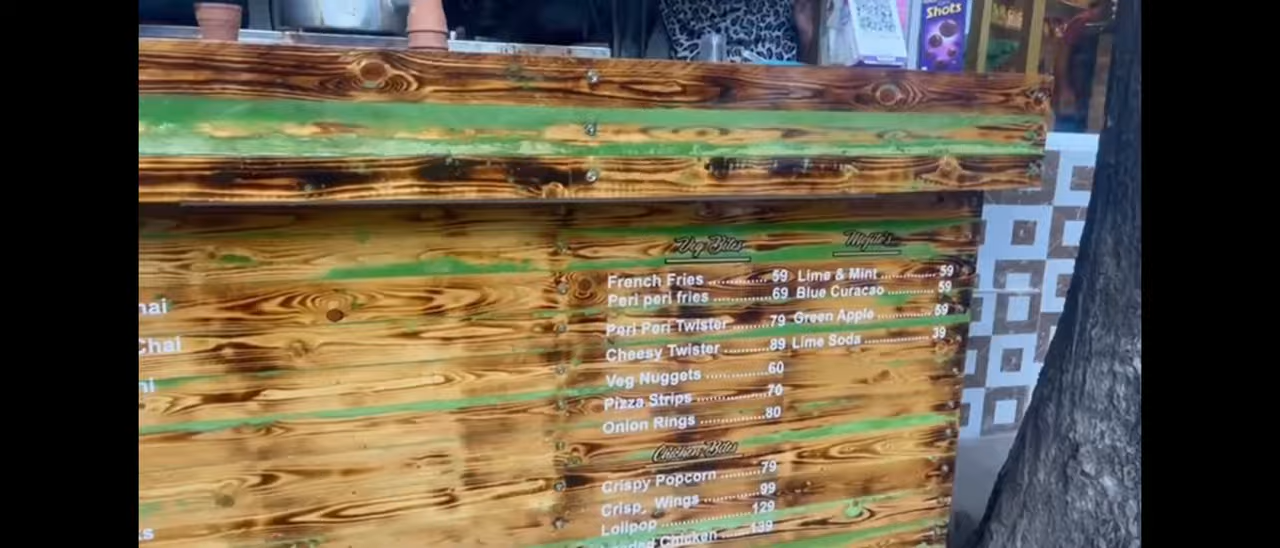 Shots
hai
Chai
hi
ks
Veg Bites
French Fries ........... 59
Peri peri fries ............ 69
Peri Peri Twister ........ 79
Cheesy Twister .......... 89
Veg Nuggets .............. 60
Pizza Strips ............... 70
Onion Rings .............. 80
Mojito's
Lime & Mint ............ 59
Blue Curacao ............ 59
Green Apple .............. 59
Lime Soda ................ 39
Chicken Bites
Crispy Popcorn ......... 79
Crisp Wings .............. 99
Lolipop .................... 129
Chicken ...... 139